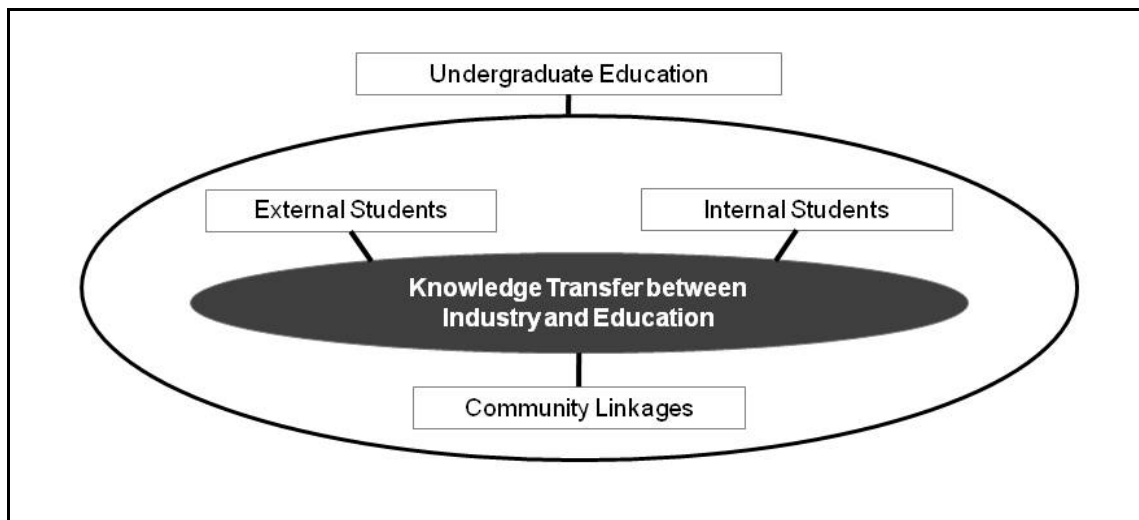 Undergraduate Education
External Students
Internal Students
Knowledge Transfer between
Industry and Education
Community Linkages